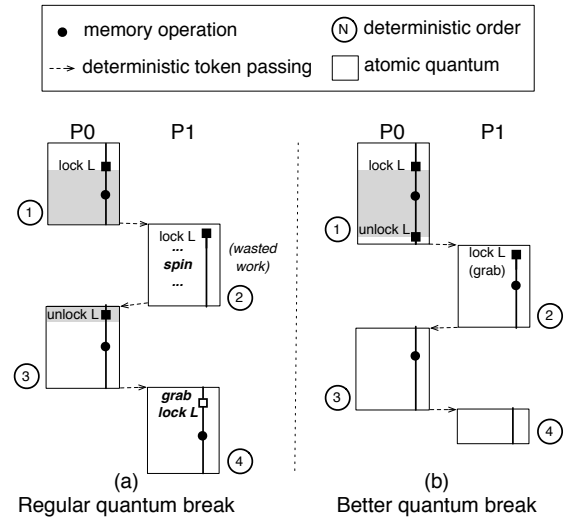 memory operation
N deterministic order
deterministic token passing
atomic quantum
P0 P1
lock L
1
lock L
...
spin
...
(wasted work)
2
unlock L
3
grab
lock L
4
(a)
Regular quantum break
P0 P1
lock L
unlock L
1
lock L
(grab)
2
3
4
(b)
Better quantum break